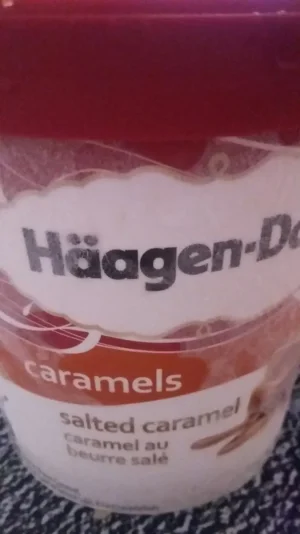 Häagen-Da
caramels
salted caramel
caramel au
beurre salé